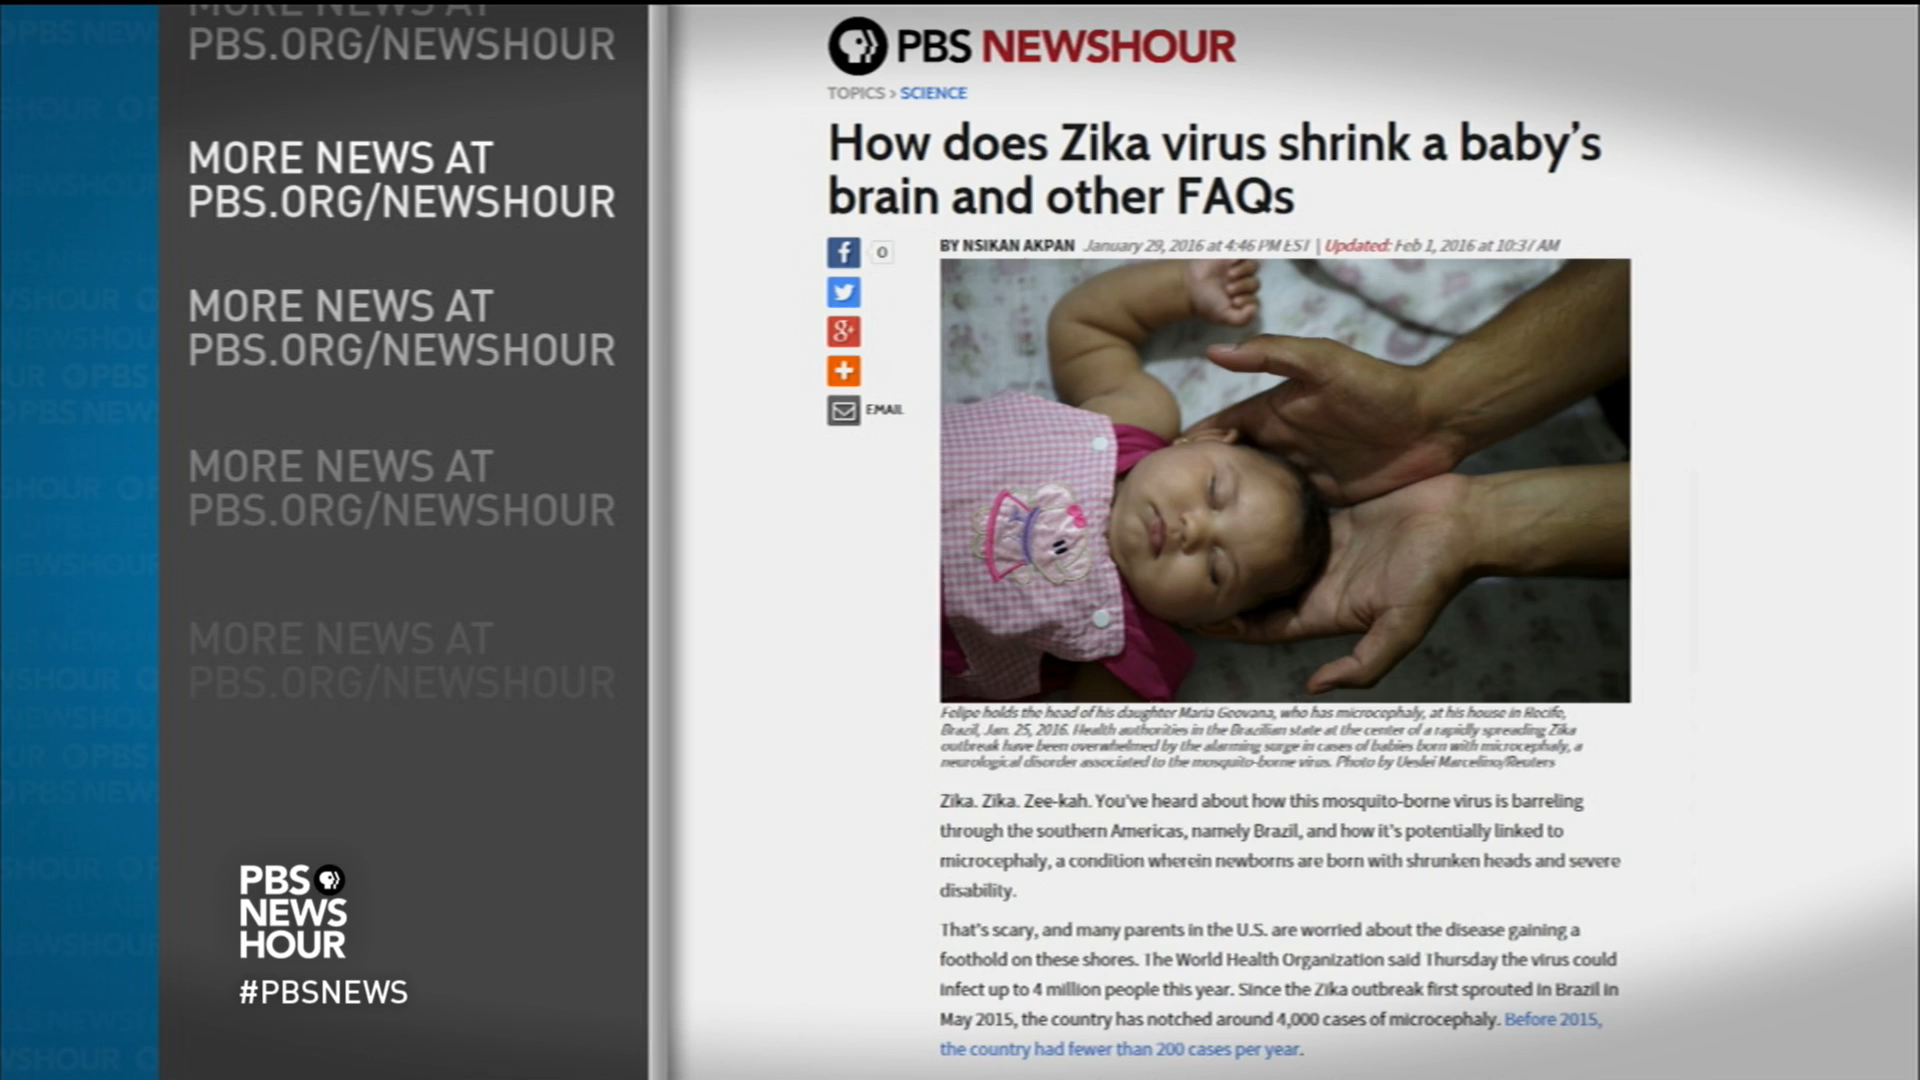 MORE NEWS AT
PBS.ORG/NEWSHOUR
MORE NEWS AT
PBS.ORG/NEWSHOUR
MORE NEWS AT
PBS.ORG/NEWSHOUR
MORE NEWS AT
PBS.ORG/NEWSHOUR
MORE NEWS AT
PBS.ORG/NEWSHOUR
PBS
NEWS
HOUR
#PBSNEWS
PBS NEWSHOUR
TOPICS > SCIENCE
How does Zika virus shrink a baby's
brain and other FAQs
BY NSIKAN AKPAN January 29, 2016 at 4:46 PM EST | Updated: Feb 1, 2016 at 10:37 AM
f 0
g+
EMAIL
Felipe holds the head of his daughter Maria Geovana, who has microcephaly, at his house in Recife,
Brazil, Jan. 25, 2016. Health authorities in the Brazilian state at the center of a rapidly spreading Zika
outbreak have been overwhelmed by the alarming surge in cases of babies born with microcephaly, a
neurological disorder associated to the mosquito-borne virus. Photo by Ueslei Marcelino/Reuters
Zika. Zika. Zee-kah. You've heard about how this mosquito-borne virus is barreling
through the southern Americas, namely Brazil, and how it's potentially linked to
microcephaly, a condition wherein newborns are born with shrunken heads and severe
disability.
That's scary, and many parents in the U.S. are worried about the disease gaining a
foothold on these shores. The World Health Organization said Thursday the virus could
infect up to 4 million people this year. Since the Zika outbreak first sprouted in Brazil in
May 2015, the country has notched around 4,000 cases of microcephaly. Before 2015,
the country had fewer than 200 cases per year.